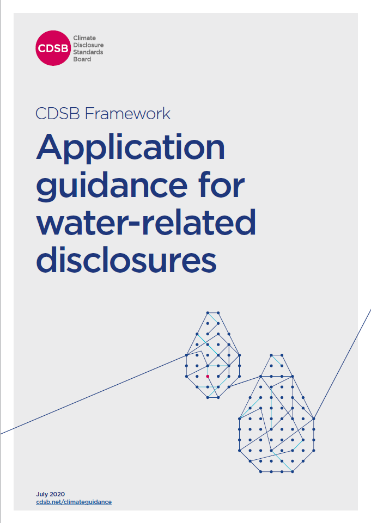 CDSB
Climate
Disclosure
Standards
Board
CDSB Framework
Application
guidance for
water-related
disclosures
July 2020
cdsb.net/climateguidance